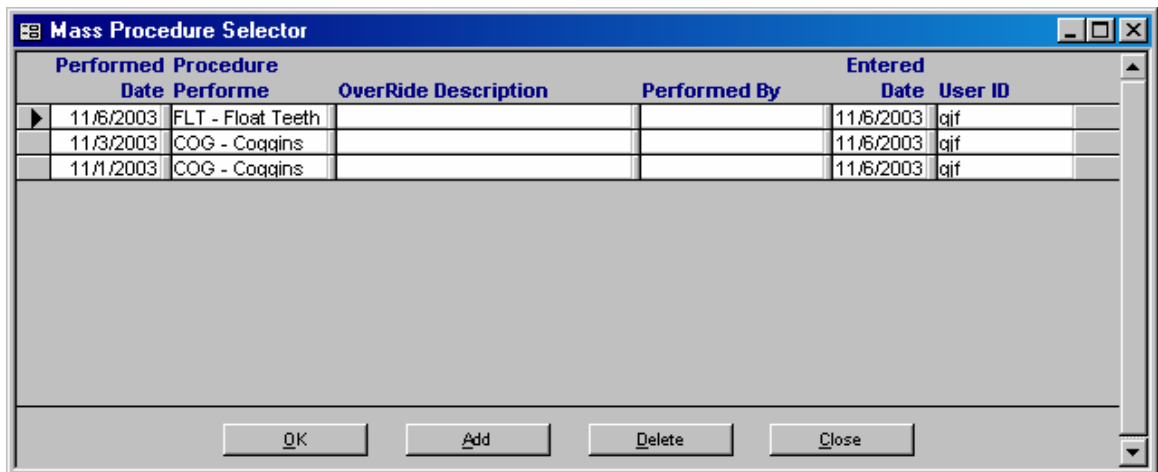 Mass Procedure Selector
Performed Procedure Entered
Date Performe OverRide Description Performed By Date User ID
11/6/2003 FLT - Float Teeth 11/6/2003 gjf
11/3/2003 COG - Coggins 11/6/2003 gjf
11/1/2003 COG - Coggins 11/6/2003 gjf
OK Add Delete Close